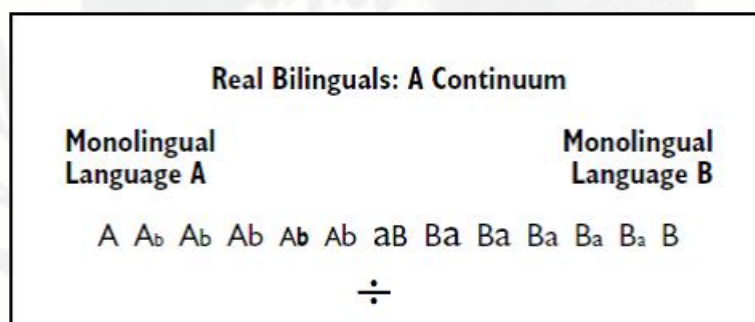 Real Bilinguals: A Continuum
Monolingual Monolingual
Language A Language B
A Ab Ab Ab Ab Ab aB Ba Ba Ba Ba Ba B
÷